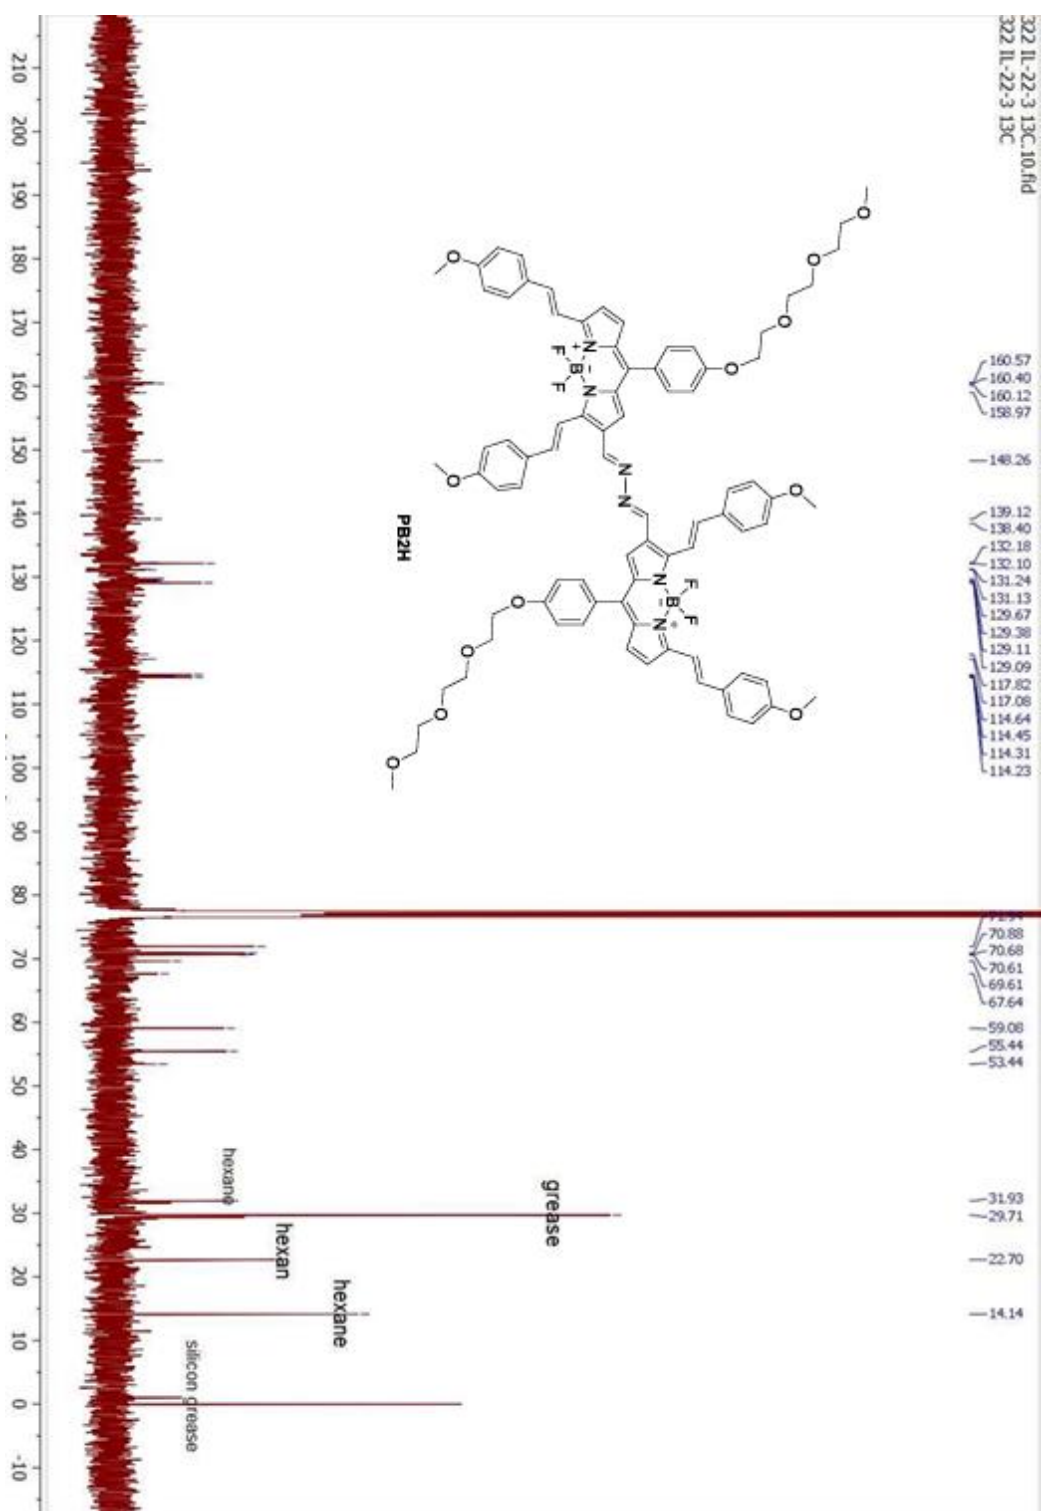 322 IL-22-3 13C.10.fid
322 IL-22-3 13C
160.57
160.40
160.12
158.97
148.26
139.12
138.40
132.18
132.10
131.24
131.13
129.67
129.38
129.11
129.09
117.82
117.08
114.64
114.45
114.31
114.23
70.88
70.68
70.61
69.61
67.64
59.08
55.44
53.44
31.93
29.71
22.70
14.14
O
O
O
O
O
O
N
N
B
F
F
+
-
N
N
O
O
N
N
B
F
F
+
-
O
O
O
O
PB2H
grease
hexane
hexan
hexane
silicon grease
210 200 190 180 170 160 150 140 130 120 110 100 90 80 70 60 50 40 30 20 10 0 -10